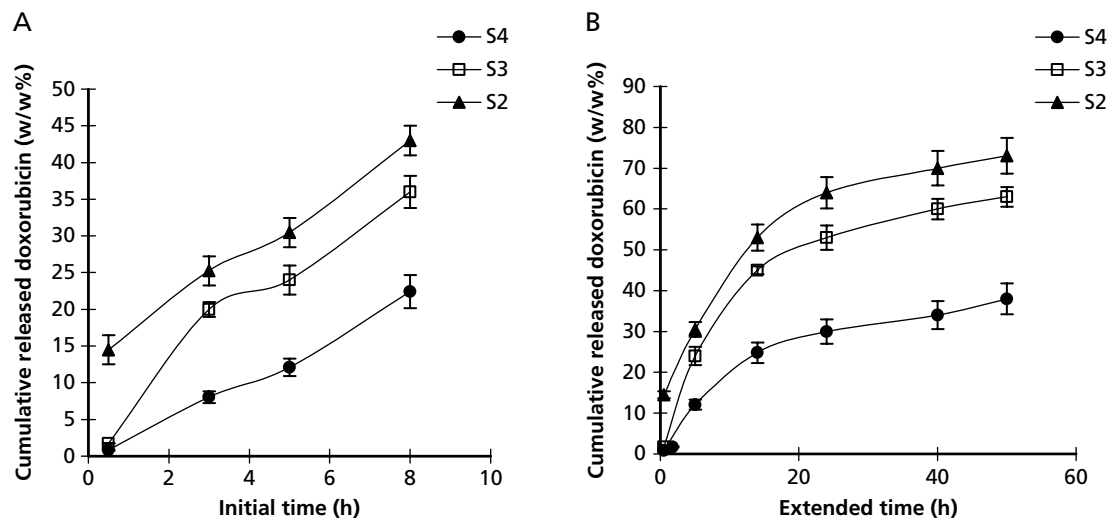 A
S4
S3
S2
Cumulative released doxorubicin (w/w%)
50
45
40
35
30
25
20
15
10
5
0
0 2 4 6 8 10
Initial time (h)
B
S4
S3
S2
Cumulative released doxorubicin (w/w%)
90
80
70
60
50
40
30
20
10
0
0 20 40 60
Extended time (h)